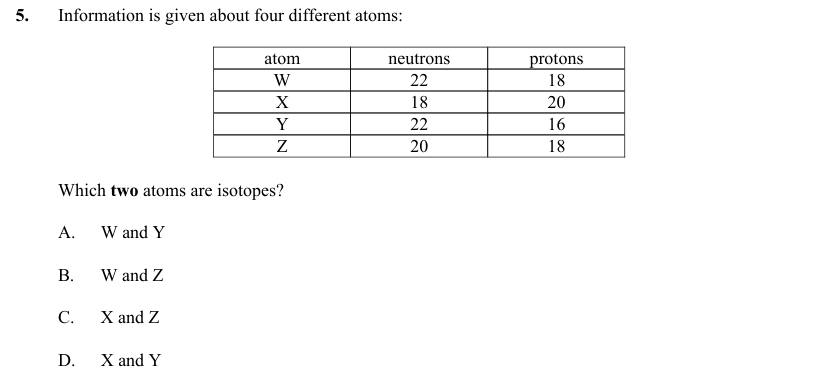 5. Information is given about four different atoms:
atom neutrons protons
W 22 18
X 18 20
Y 22 16
Z 20 18
Which two atoms are isotopes?
A. W and Y
B. W and Z
C. X and Z
D. X and Y